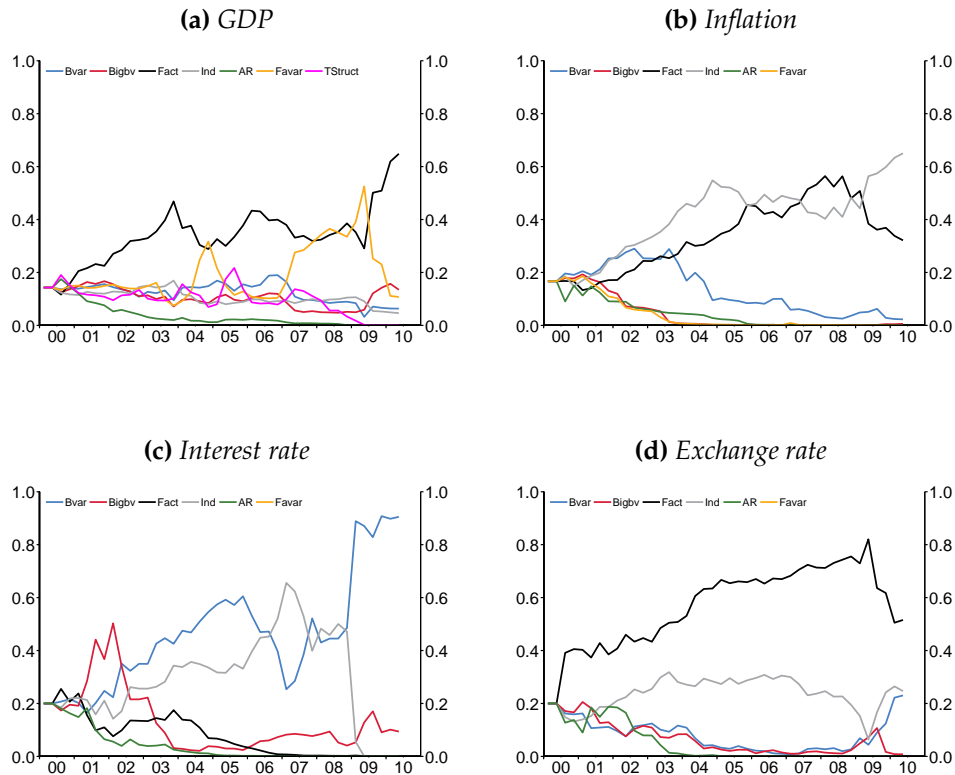 (a) GDP
(b) Inflation
1.0 1.0 1.0 1.0
Bvar Bigbv Fact Ind AR Favar TStruct
Bvar Bigbv Fact Ind AR Favar
0.8 0.8 0.8 0.8
0.6 0.6 0.6 0.6
0.4 0.4 0.4 0.4
0.2 0.2 0.2 0.2
0.0 0.0 0.0 0.0
00 01 02 03 04 05 06 07 08 09 10
00 01 02 03 04 05 06 07 08 09 10
(c) Interest rate
(d) Exchange rate
1.0 1.0 1.0 1.0
Bvar Bigbv Fact Ind AR Favar
Bvar Bigbv Fact Ind AR Favar
0.8 0.8 0.8 0.8
0.6 0.6 0.6 0.6
0.4 0.4 0.4 0.4
0.2 0.2 0.2 0.2
0.0 0.0 0.0 0.0
00 01 02 03 04 05 06 07 08 09 10
00 01 02 03 04 05 06 07 08 09 10